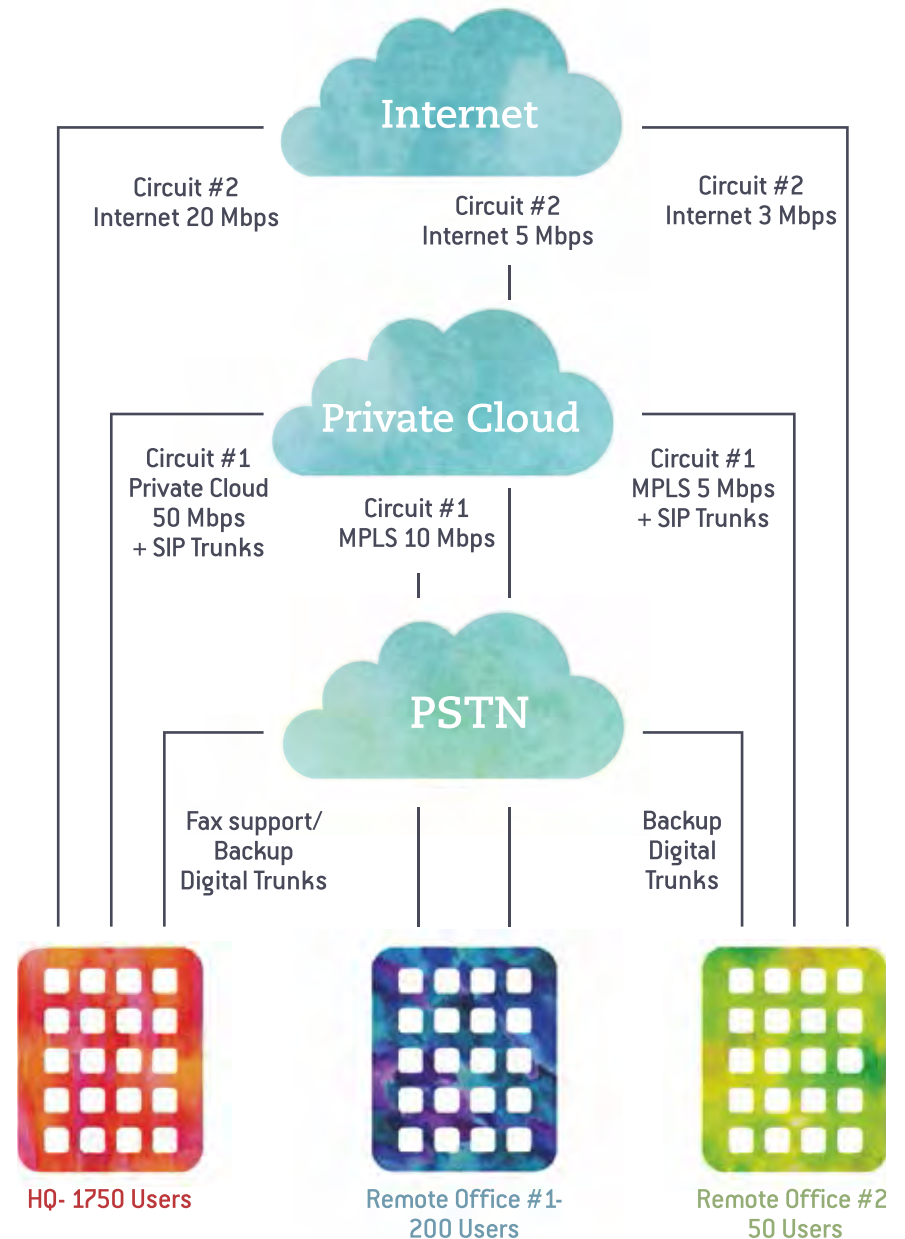 Internet
Circuit #2
Internet 20 Mbps
Circuit #2
Internet 5 Mbps
Circuit #2
Internet 3 Mbps
Private Cloud
Circuit #1
Private Cloud
50 Mbps
+ SIP Trunks
Circuit #1
MPLS 10 Mbps
Circuit #1
MPLS 5 Mbps
+ SIP Trunks
PSTN
Fax support/
Backup
Digital Trunks
Backup
Digital
Trunks
HQ- 1750 Users
Remote Office #1-
200 Users
Remote Office #2
50 Users